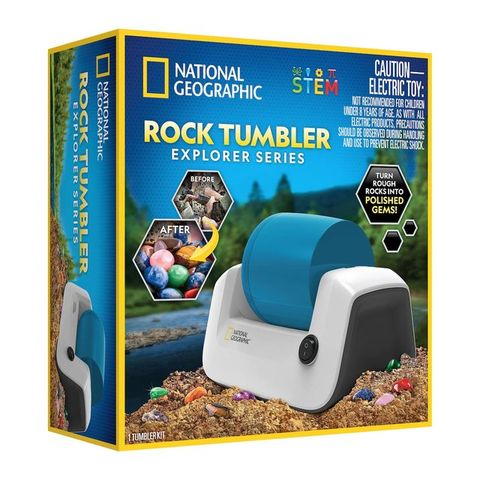 NATIONAL
GEOGRAPHIC
ROCK TUMBLER
EXPLORER SERIES
NATIONAL
GEOGRAPHIC
STEM
CAUTION—
ELECTRIC TOY:
NOT RECOMMENDED FOR CHILDREN
UNDER 8 YEARS OF AGE. AS WITH ALL
ELECTRIC PRODUCTS, PRECAUTIONS
SHOULD BE OBSERVED DURING HANDLING
AND USE TO PREVENT ELECTRIC SHOCK.
ROCK TUMBLER
EXPLORER SERIES
BEFORE
AFTER
TURN
ROUGH
ROCKS INTO
POLISHED
GEMS!
NATIONAL
GEOGRAPHIC
1 TUMBLER KIT